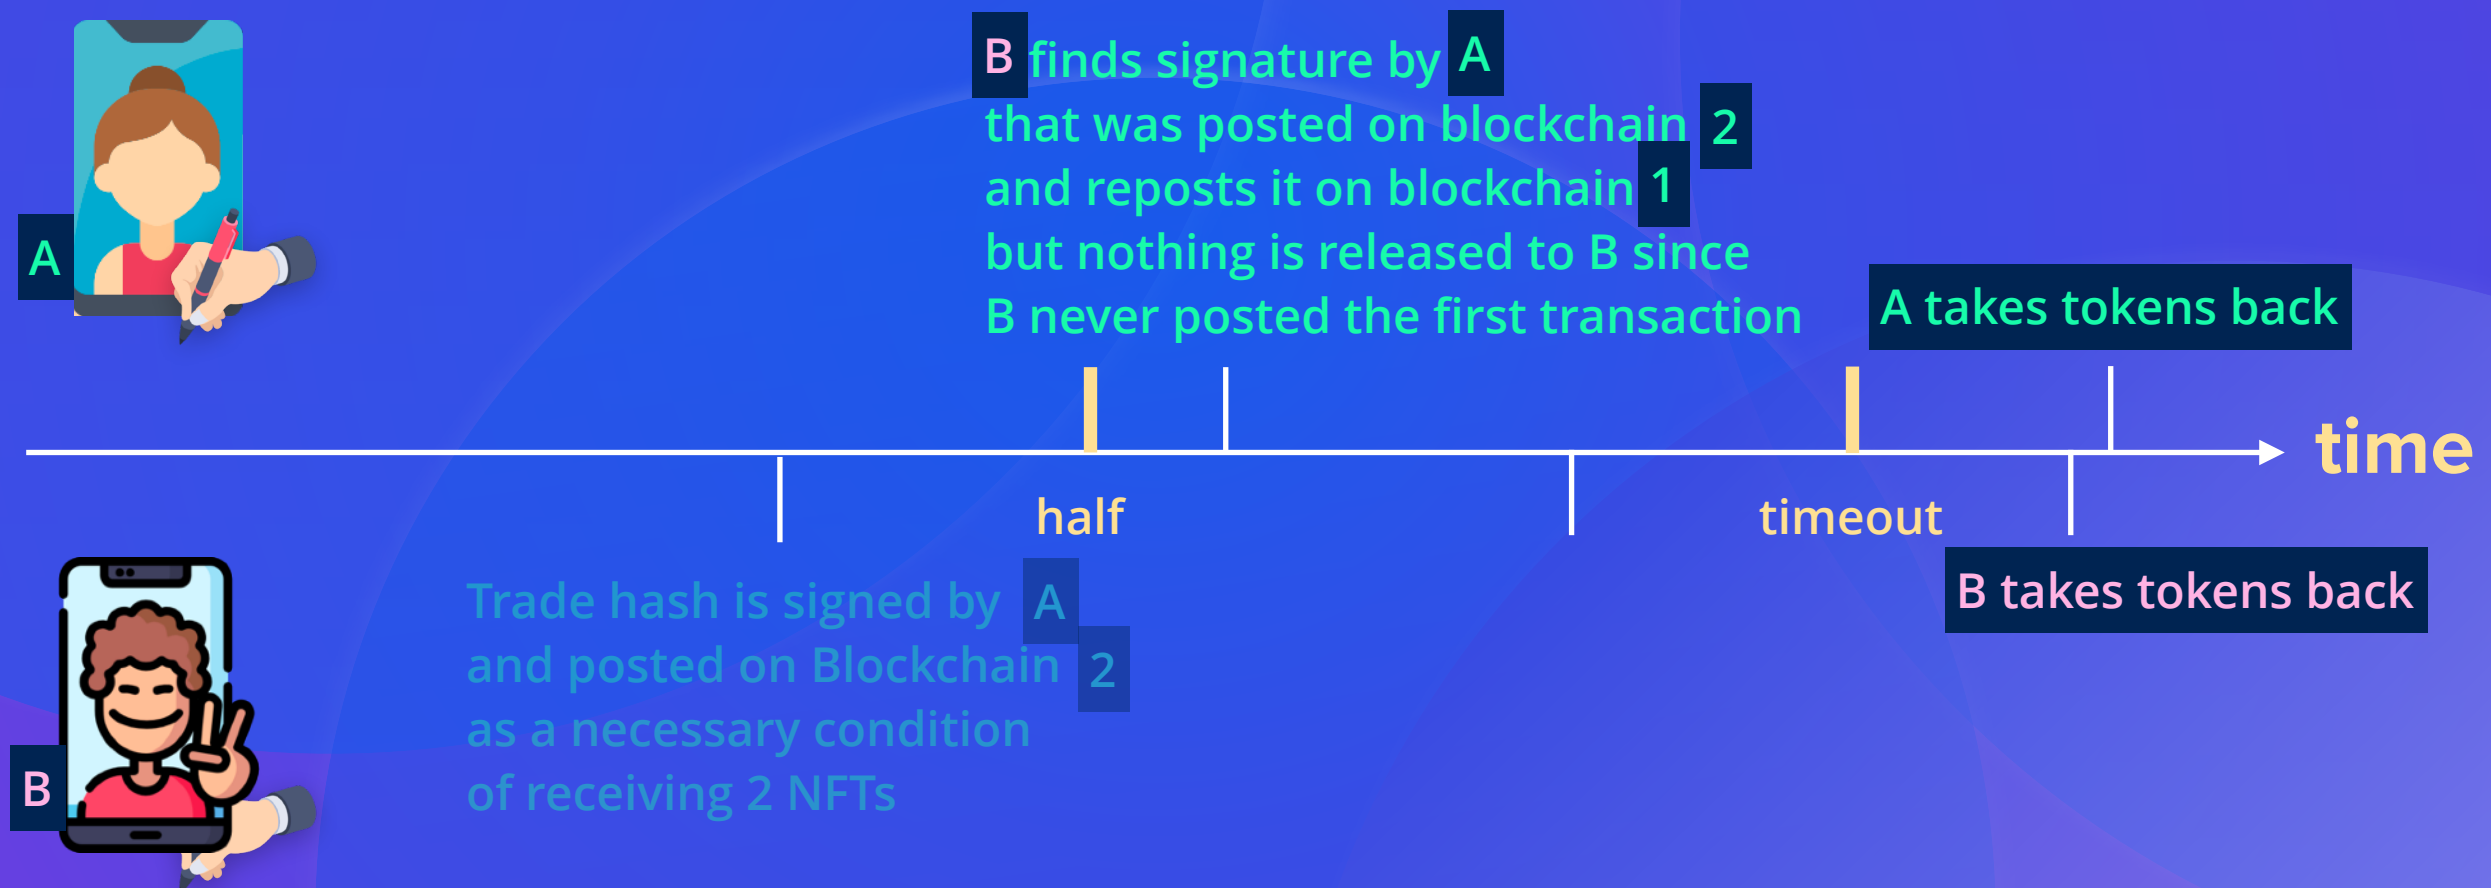 B finds signature by A
that was posted on blockchain 2
and reposts it on blockchain 1
but nothing is released to B since
B never posted the first transaction
A
A takes tokens back
time
half
timeout
B takes tokens back
Trade hash is signed by A
and posted on Blockchain 2
as a necessary condition
of receiving 2 NFTs
B